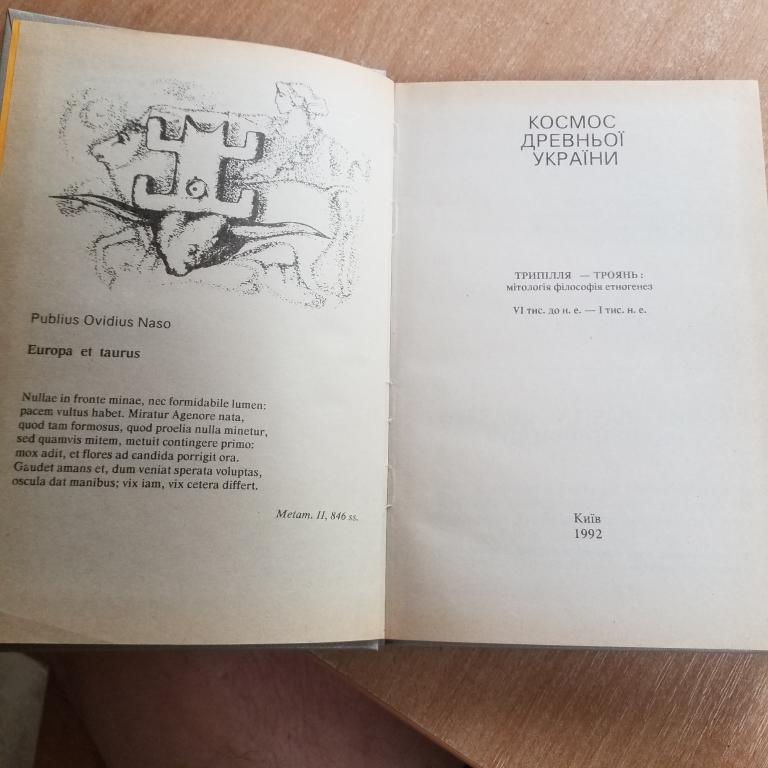 Publius Ovidius Naso
Europa et taurus
Nullae in fronte minae, nec formidabile lumen:
pacem vultus habet. Miratur Agenore nata,
quod tam formosus, quod proelia nulla minetur,
sed quamvis mitem, metuit contingere primo:
mox adit, et flores ad candida porrigit ora.
Gaudet amans et, dum veniat sperata voluptas,
oscula dat manibus; vix iam, vix cetera differt.
Metam. II, 846 ss.
КОСМОС
ДРЕВНЬОЇ
УКРАЇНИ
ТРИПІЛЛЯ — ТРОЯНЬ:
мітологія філософія етногенез
VI тис. до н. е. — I тис. н. е.
Київ
1992